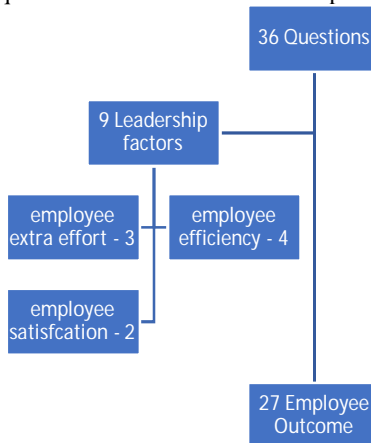 36 Questions
9 Leadership
factors
employee
extra effort - 3
employee
efficiency - 4
employee
satisfcation - 2
27 Employee
Outcome